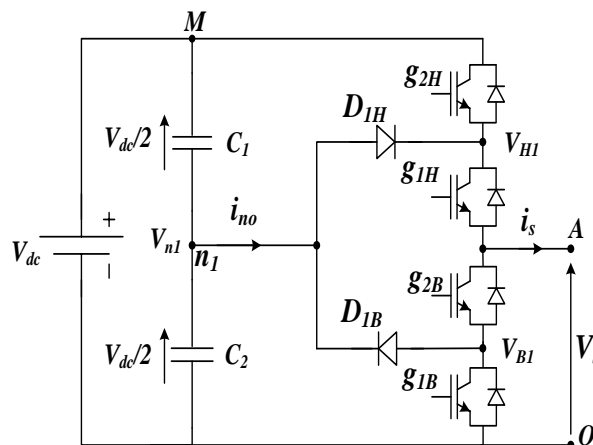 M
g2H
D1H
Vdc/2
C1
VH1
g1H
ino
is
A
Vn1
n1
+
Vdc
g2B
D1B
Vdc/2
C2
VB1
V
g1B
O